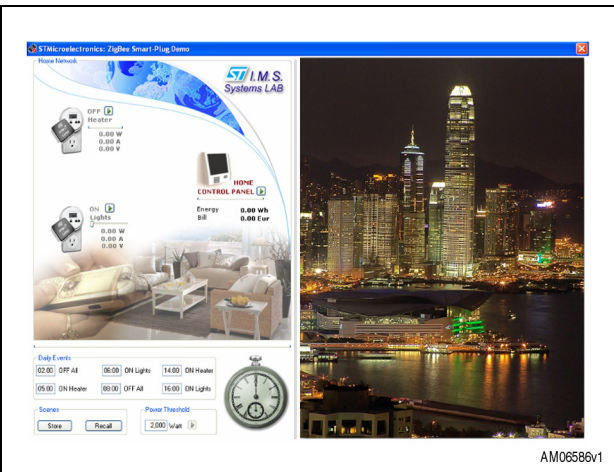 STMicroelectronics: ZigBee Smart-Plug Demo
Home Network
ST I.M.S.
Systems LAB
OFF
Heater
0.00 W
0.00 A
0.00 V
HOME
CONTROL PANEL
Energy 0.00 Wh
Bill 0.00 Eur
ON
Lights
0.00 W
0.00 A
0.00 V
Daily Events
02:00 OFF All 06:00 ON Lights 14:00 ON Heater
05:00 ON Heater 08:00 OFF All 16:00 ON Lights
Scenes
Store Recall
Power Threshold
2,000 Watt
AM06586v1